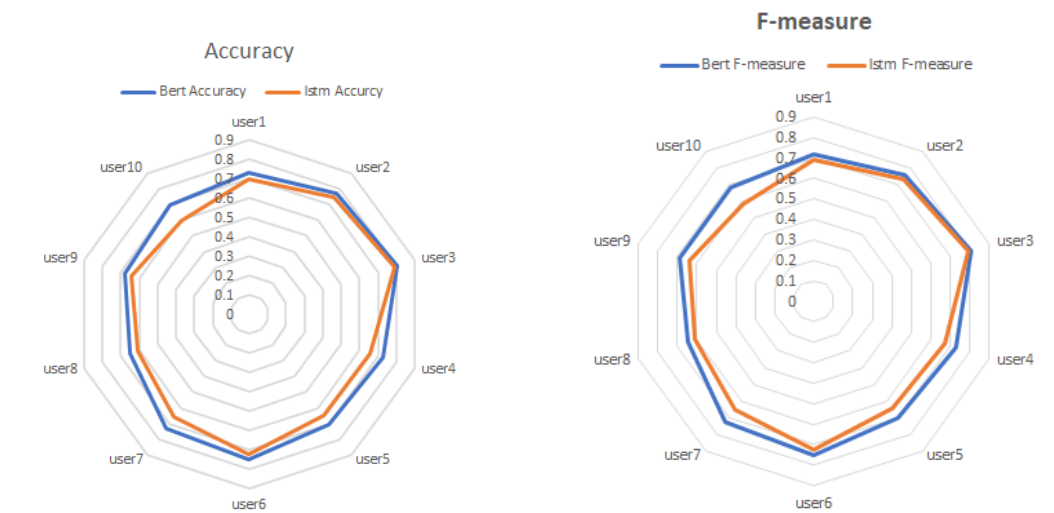 Accuracy
Bert Accuracy
lstm Accurcy
user1
user2
user3
user4
user5
user6
user7
user8
user9
user10
0.9
0.8
0.7
0.6
0.5
0.4
0.3
0.2
0.1
0
F-measure
Bert F-measure
lstm F-measure
user1
user2
user3
user4
user5
user6
user7
user8
user9
user10
0.9
0.8
0.7
0.6
0.5
0.4
0.3
0.2
0.1
0